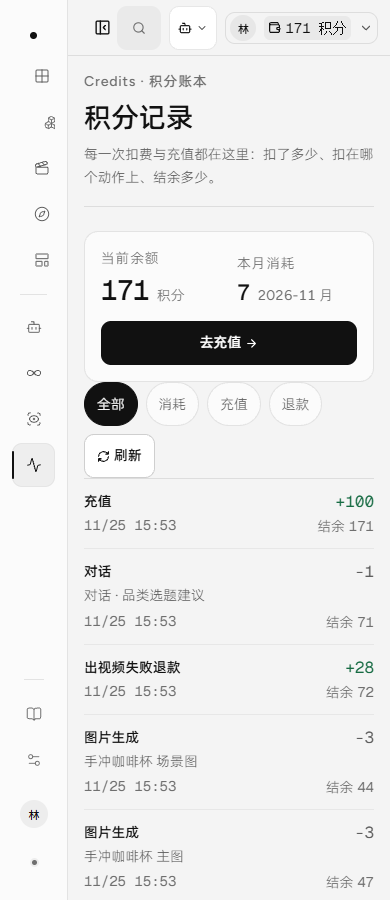 林 171 积分
Credits · 积分账本
积分记录
每一次扣费与充值都在这里：扣了多少、扣在哪
个动作上、结余多少。
当前余额
171 积分
本月消耗
7 2026-11 月
去充值 →
全部 消耗 充值 退款
刷新
充值 +100
11/25 15:53 结余 171
对话 -1
对话 · 品类选题建议
11/25 15:53 结余 71
出视频失败退款 +28
11/25 15:53 结余 72
图片生成 -3
手冲咖啡杯 场景图
11/25 15:53 结余 44
图片生成 -3
手冲咖啡杯 主图
11/25 15:53 结余 47
林